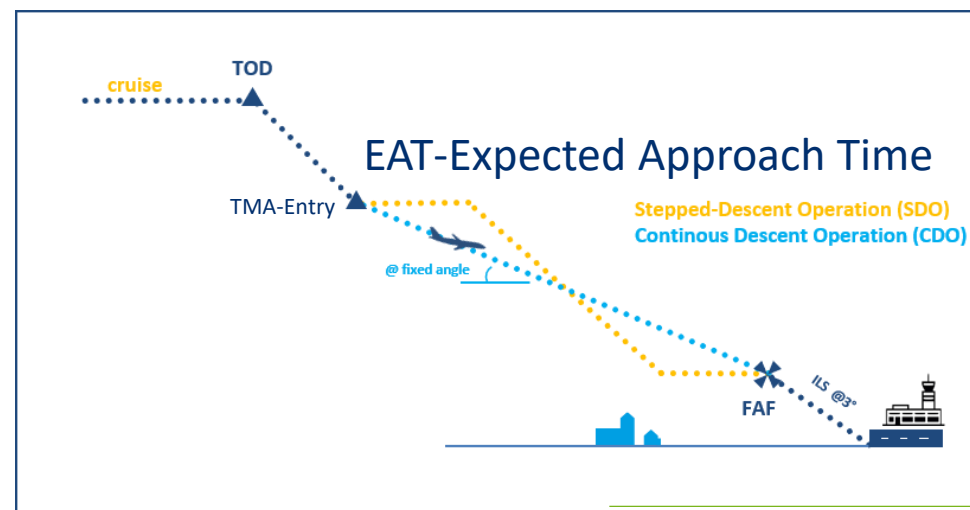 TOD
cruise
EAT-Expected Approach Time
TMA-Entry
Stepped-Descent Operation (SDO)
Continous Descent Operation (CDO)
@ fixed angle
ILS @3°
FAF